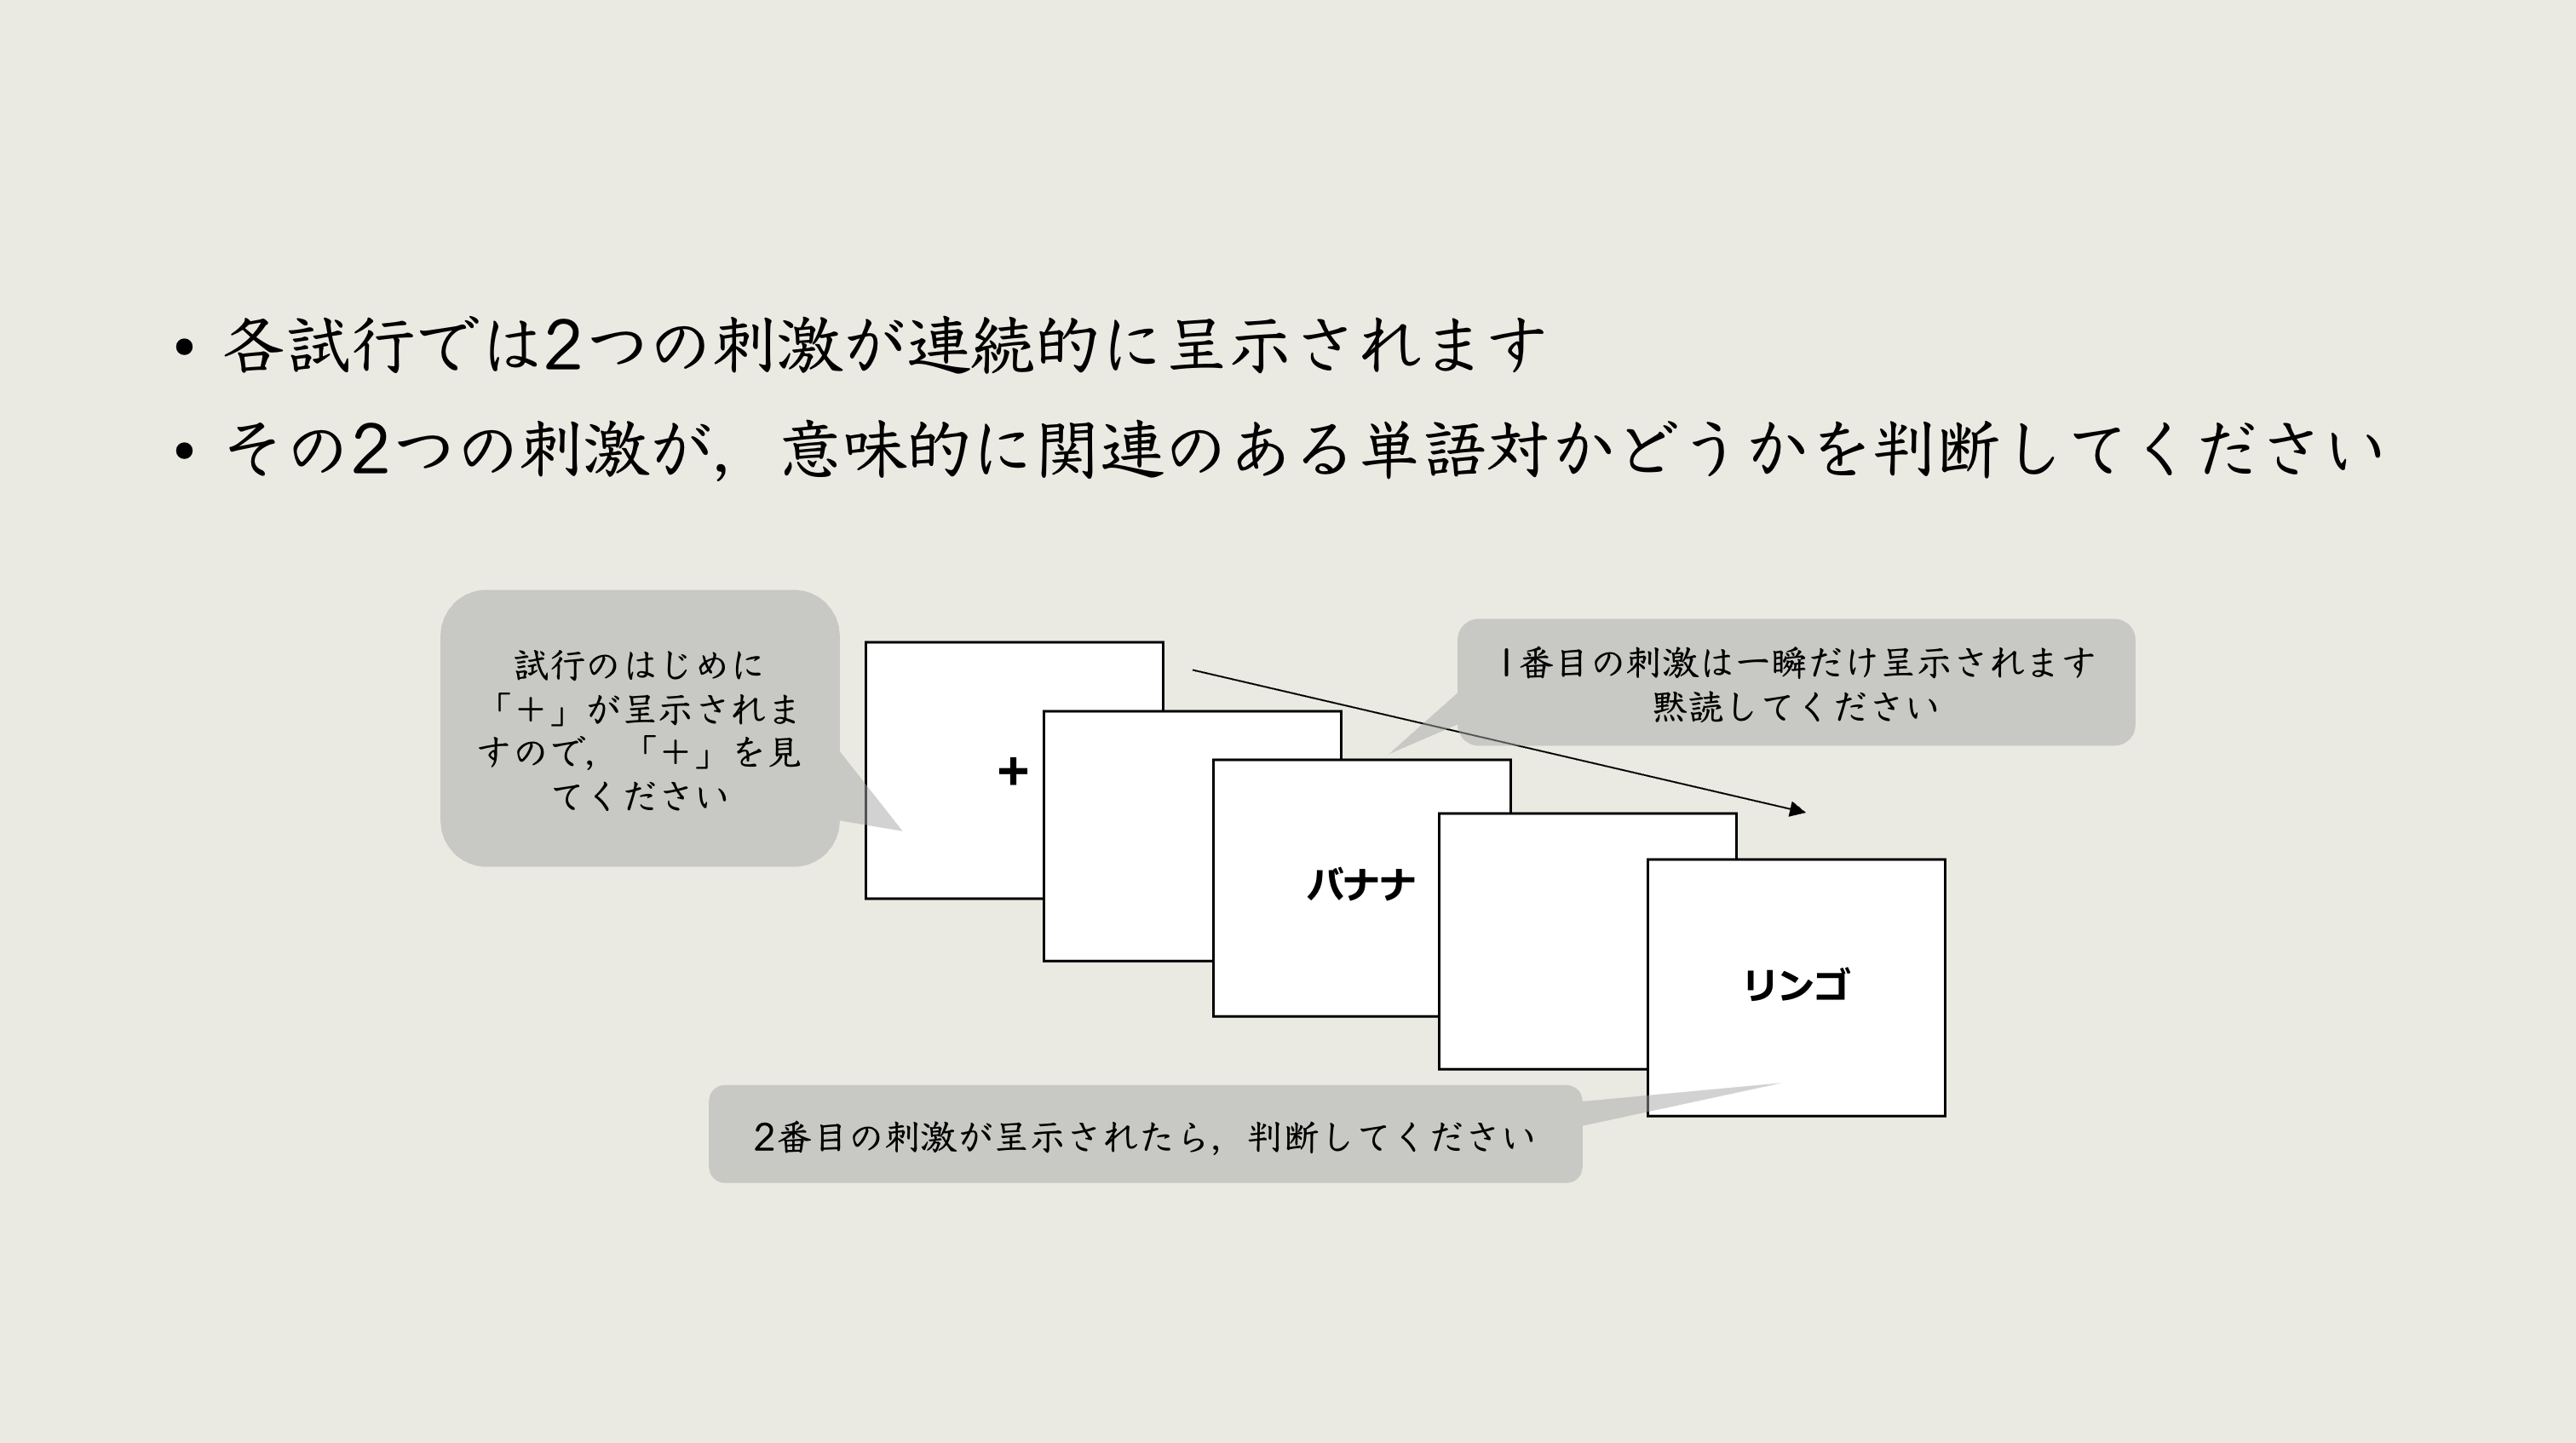 • 各試行では2つの刺激が連続的に呈示されます
• その2つの刺激が，意味的に関連のある単語対かどうかを判断してください
試行のはじめに
「＋」が呈示されま
すので，「＋」を見
てください
1番目の刺激は一瞬だけ呈示されます
黙読してください
+
バナナ
リンゴ
2番目の刺激が呈示されたら，判断してください